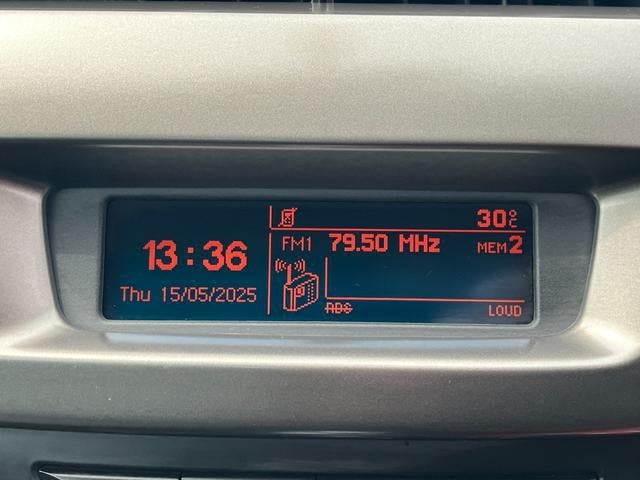 30°C
13:36
FM1 79.50 MHz MEM2
Thu 15/05/2025
RDS LOUD